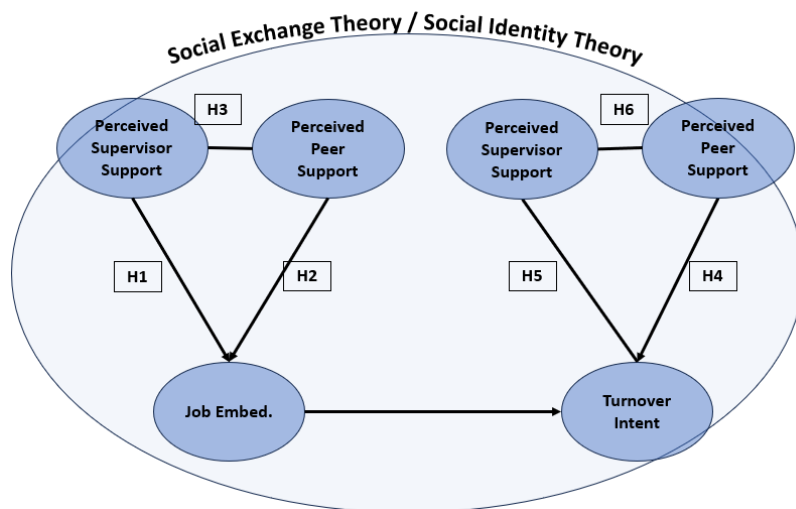 Social Exchange Theory / Social Identity Theory
H3
H6
Perceived
Supervisor
Support
Perceived
Peer
Support
Perceived
Supervisor
Support
Perceived
Peer
Support
H1
H2
H5
H4
Job Embed.
Turnover
Intent